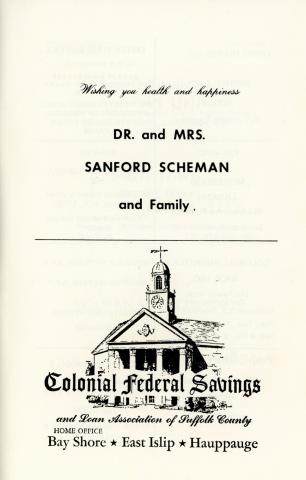 Wishing you health and happiness
DR. and MRS.
SANFORD SCHEMAN
and Family.
Colonial Federal Savings
and Loan Association of Suffolk County
HOME OFFICE
Bay Shore ★ East Islip ★ Hauppauge